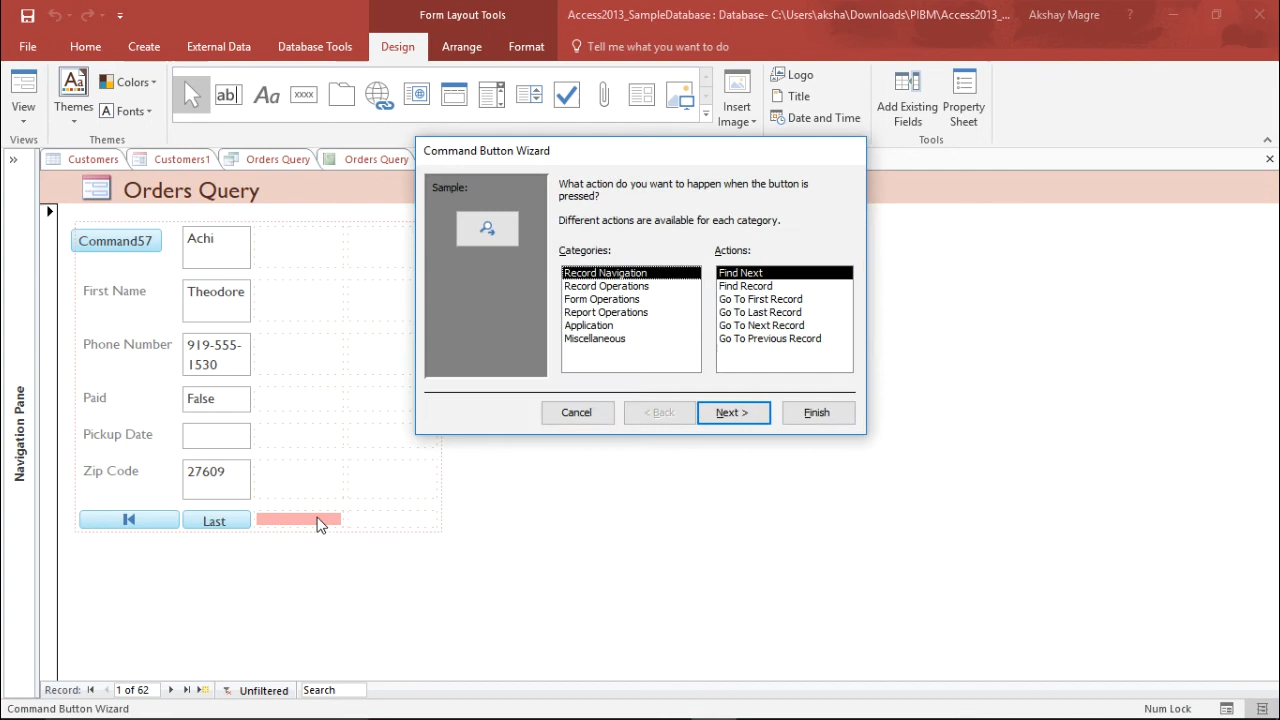 Form Layout Tools
Access2013_SampleDatabase : Database- C:\Users\aksha\Downloads\PIBM\Access2013_...
Akshay Magre
?
File
Home
Create
External Data
Database Tools
Design
Arrange
Format
Tell me what you want to do
View
Views
Aa
Themes
Colors
A Fonts
Themes
ab|
Aa
xxxx
Insert
Image
Logo
Title
Date and Time
Add Existing
Fields
Property
Sheet
Tools
»
Customers
Customers1
Orders Query
Orders Query
Orders Query
Navigation Pane
Command57
Achi
First Name
Theodore
Phone Number
919-555-
1530
Paid
False
Pickup Date
Zip Code
27609
Last
Command Button Wizard
Sample:
What action do you want to happen when the button is
pressed?
Different actions are available for each category.
Categories:
Record Navigation
Record Operations
Form Operations
Report Operations
Application
Miscellaneous
Actions:
Find Next
Find Record
Go To First Record
Go To Last Record
Go To Next Record
Go To Previous Record
Cancel
< Back
Next >
Finish
Record:
1 of 62
Unfiltered
Search
Command Button Wizard
Num Lock